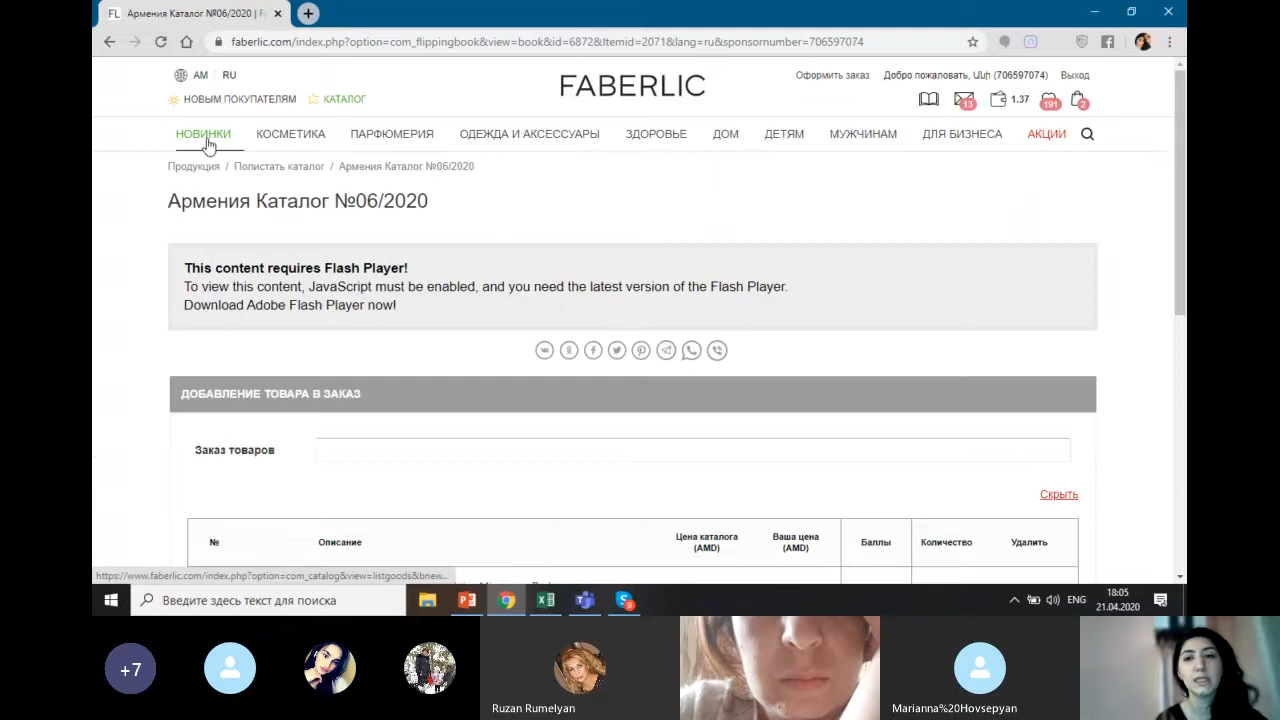 FL Армения Каталог №06/2020 | Fa
faberlic.com/index.php?option=com_flippingbook&view=book&id=6872&Itemid=2071&lang=ru&sponsornumber=706597074
AM RU
FABERLIC
Оформить заказ Добро пожаловать, Անի (706597074) Выход
НОВЫМ ПОКУПАТЕЛЯМ КАТАЛОГ
13 1.37 191 2
НОВИНКИ КОСМЕТИКА ПАРФЮМЕРИЯ ОДЕЖДА И АКСЕССУАРЫ ЗДОРОВЬЕ ДОМ ДЕТЯМ МУЖЧИНАМ ДЛЯ БИЗНЕСА АКЦИИ
Продукция / Полистать каталог / Армения Каталог №06/2020
Армения Каталог №06/2020
This content requires Flash Player!
To view this content, JavaScript must be enabled, and you need the latest version of the Flash Player.
Download Adobe Flash Player now!
ДОБАВЛЕНИЕ ТОВАРА В ЗАКАЗ
Заказ товаров
Скрыть
№ Описание Цена каталога (AMD) Ваша цена (AMD) Баллы Количество Удалить
https://www.faberlic.com/index.php?option=com_catalog&view=listgoods&bnew...
Введите здесь текст для поиска
ENG
18:05
21.04.2020
+7
Ruzan Rumelyan
Marianna%20Hovsepyan